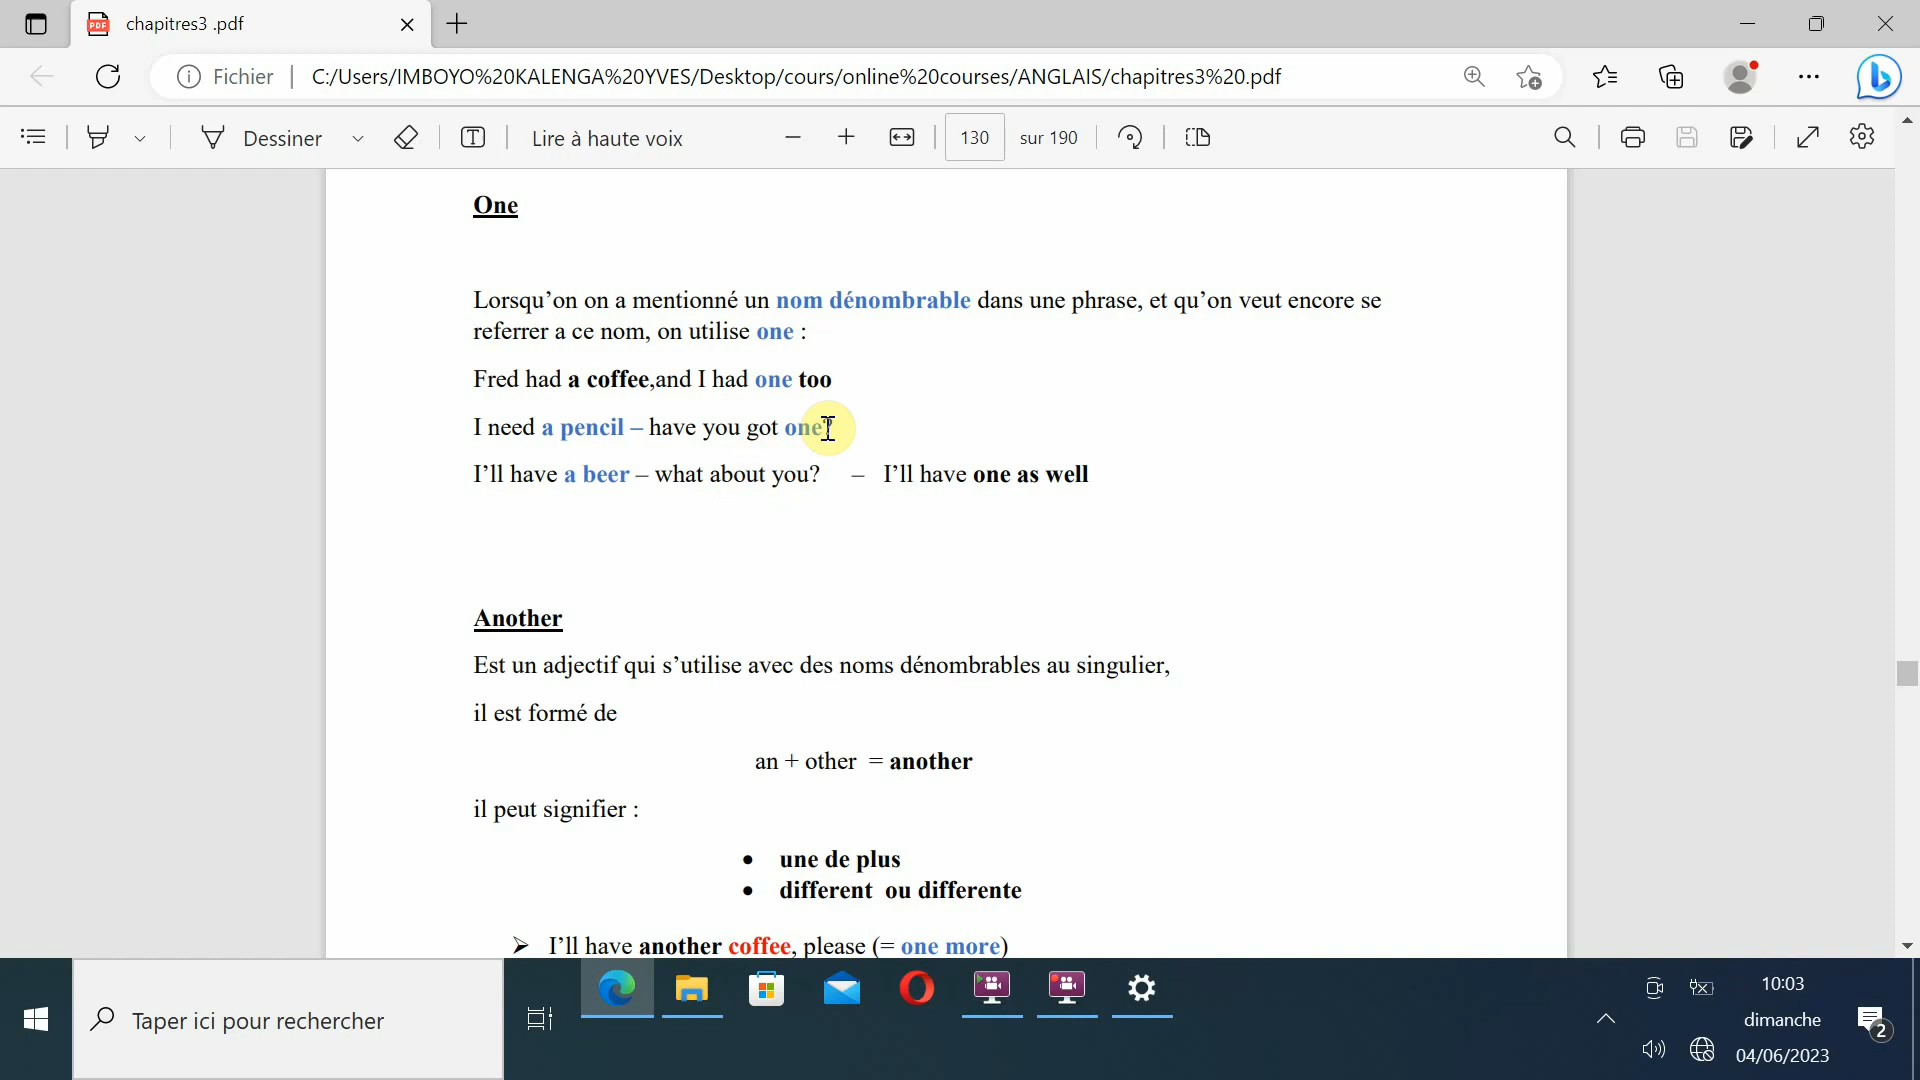 chapitres3 .pdf
Fichier
C:/Users/IMBOYO%20KALENGA%20YVES/Desktop/cours/online%20courses/ANGLAIS/chapitres3%20.pdf
Dessiner
Lire à haute voix
130
sur 190
One
Lorsqu’on on a mentionné un nom dénombrable dans une phrase, et qu’on veut encore se
referrer a ce nom, on utilise one :
Fred had a coffee,and I had one too
I need a pencil – have you got one?
I’ll have a beer – what about you? – I’ll have one as well
Another
Est un adjectif qui s’utilise avec des noms dénombrables au singulier,
il est formé de
an + other = another
il peut signifier :
• une de plus
• different ou differente
➢ I’ll have another coffee, please (= one more)
Taper ici pour rechercher
10:03
dimanche
04/06/2023
2